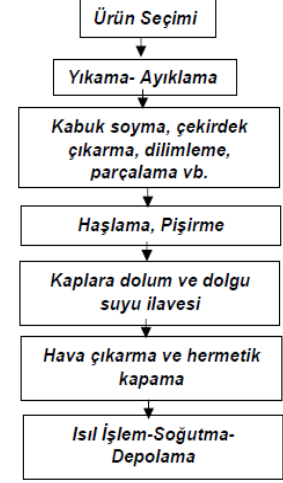 Ürün Seçimi
Yıkama- Ayıklama
Kabuk soyma, çekirdek
çıkarma, dilimleme,
parçalama vb.
Haşlama, Pişirme
Kaplara dolum ve dolgu
suyu ilavesi
Hava çıkarma ve hermetik
kapama
Isıl İşlem-Soğutma-
Depolama